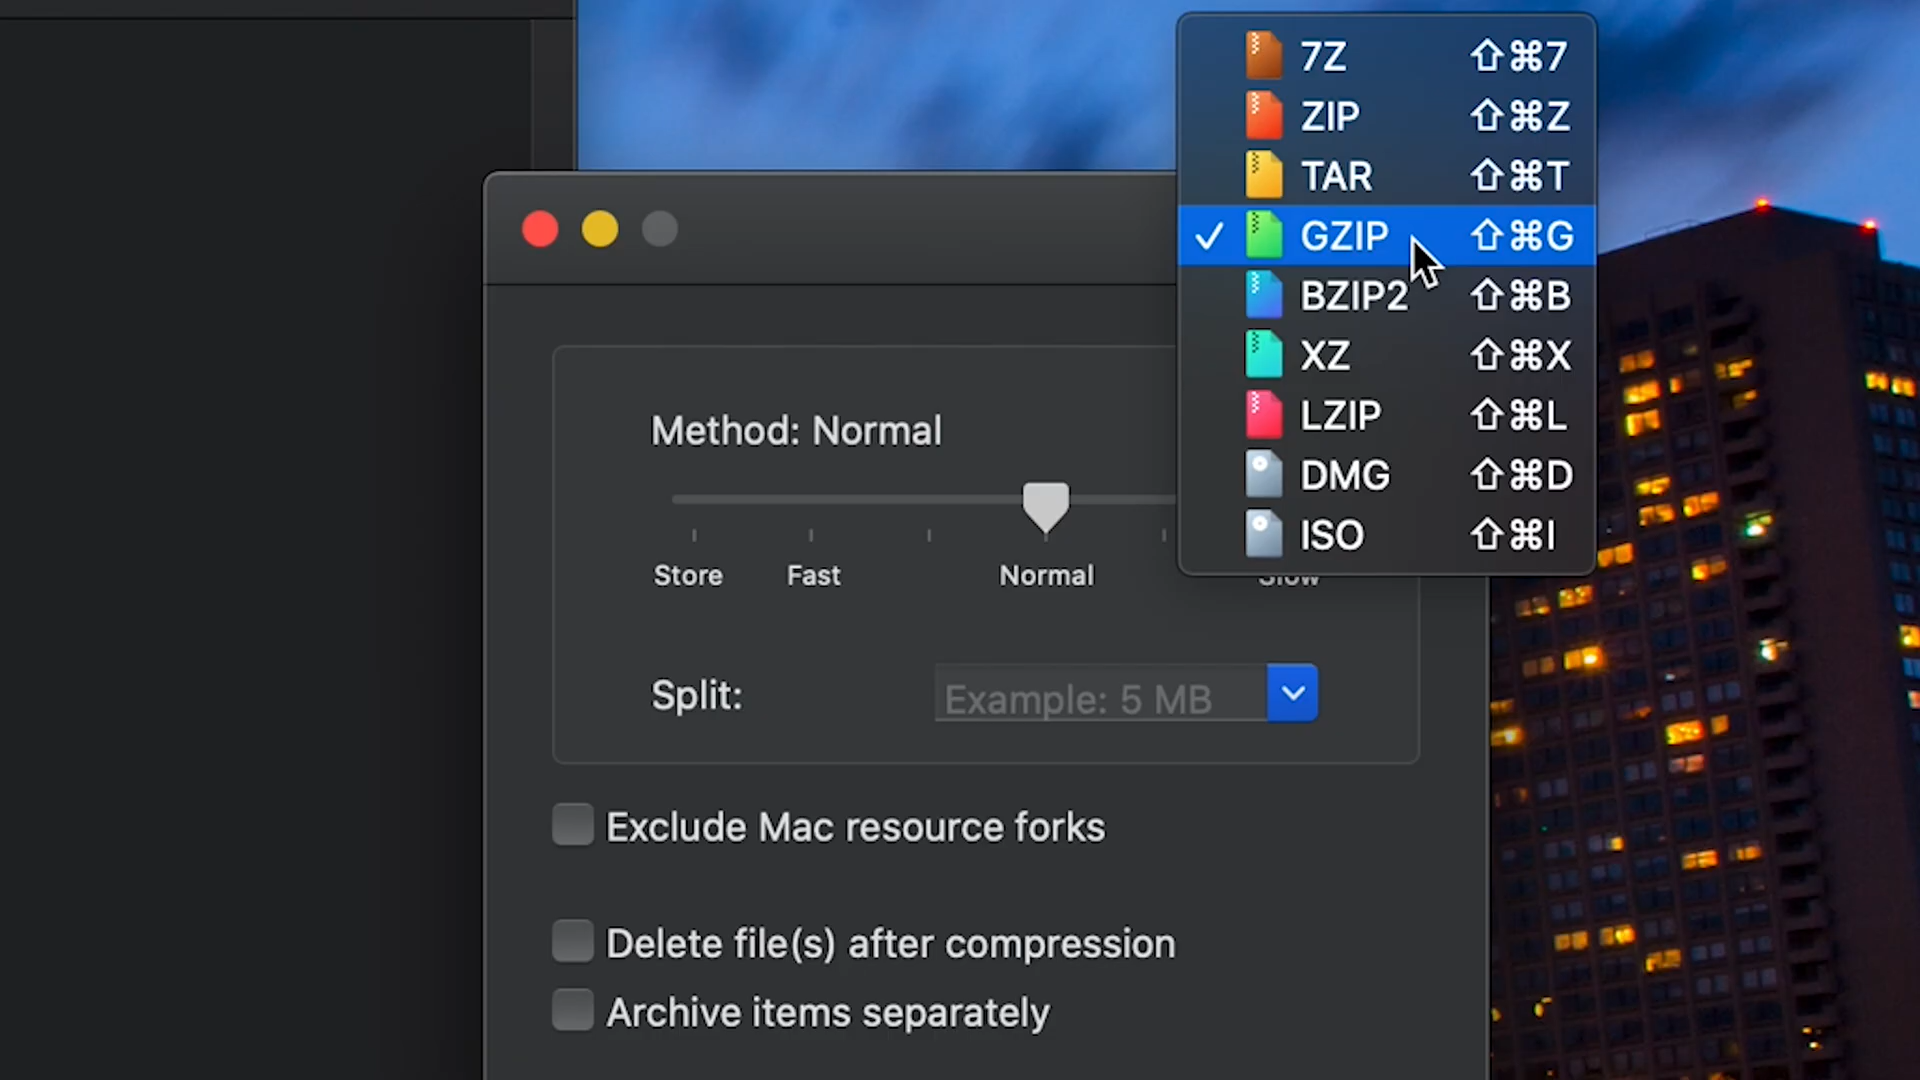 7Z ⇧⌘7
ZIP ⇧⌘Z
TAR ⇧⌘T
✓ GZIP ⇧⌘G
BZIP2 ⇧⌘B
XZ ⇧⌘X
LZIP ⇧⌘L
DMG ⇧⌘D
ISO ⇧⌘I
Method: Normal
Store Fast Normal Slow
Split: Example: 5 MB
Exclude Mac resource forks
Delete file(s) after compression
Archive items separately